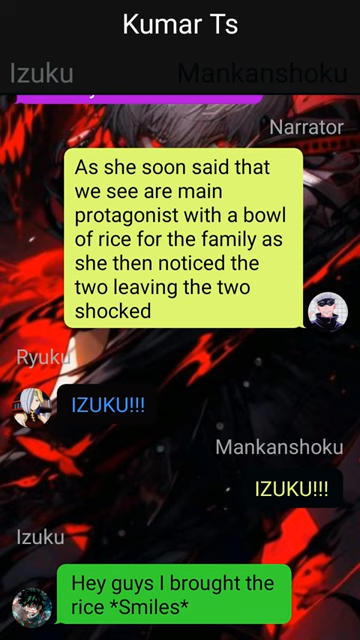 Kumar Ts
Izuku
Mankanshoku
Narrator
As she soon said that
we see are main
protagonist with a bowl
of rice for the family as
she then noticed the
two leaving the two
shocked
Ryuku
IZUKU!!!
Mankanshoku
IZUKU!!!
Izuku
Hey guys I brought the
rice *Smiles*